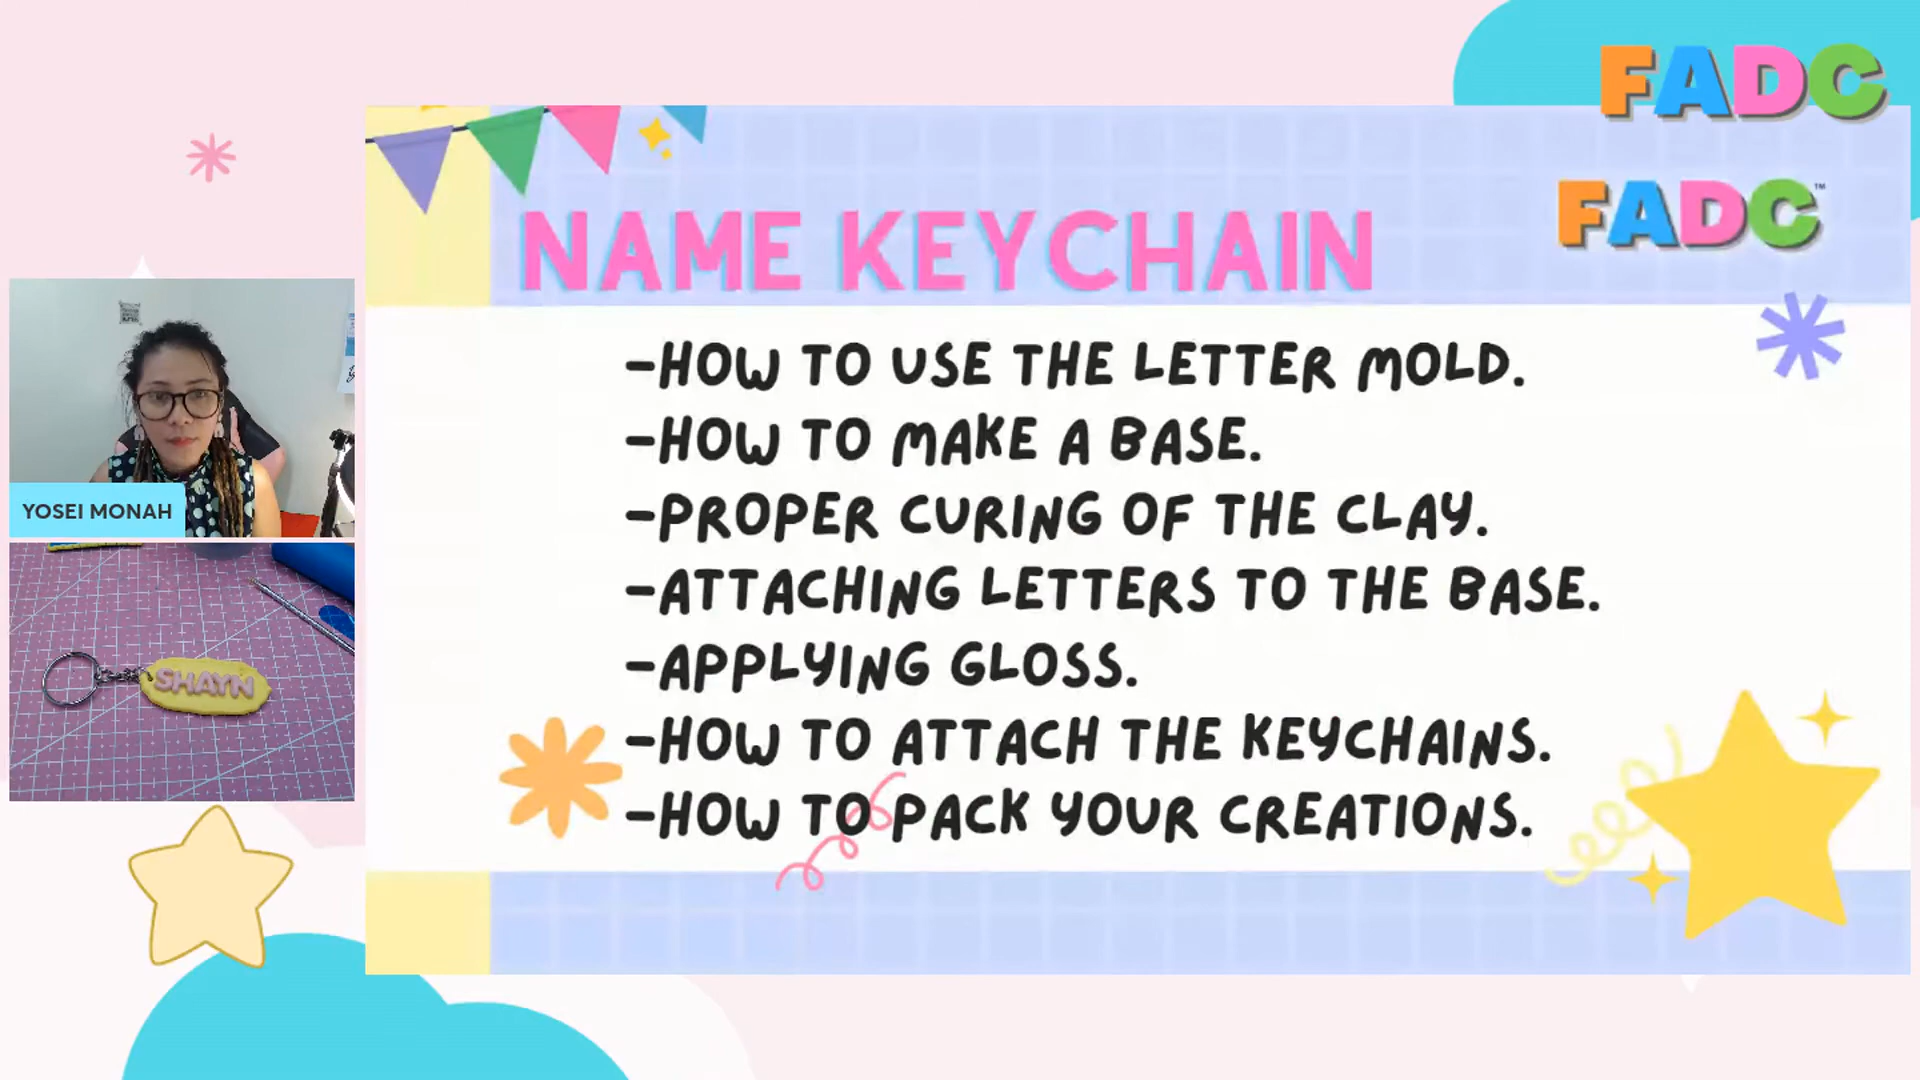 FADC
FADC™
NAME KEYCHAIN
-HOW TO USE THE LETTER MOLD.
-HOW TO MAKE A BASE.
-PROPER CURING OF THE CLAY.
-ATTACHING LETTERS TO THE BASE.
-APPLYING GLOSS.
-HOW TO ATTACH THE KEYCHAINS.
-HOW TO PACK YOUR CREATIONS.
YOSEI MONAH
SHAYN